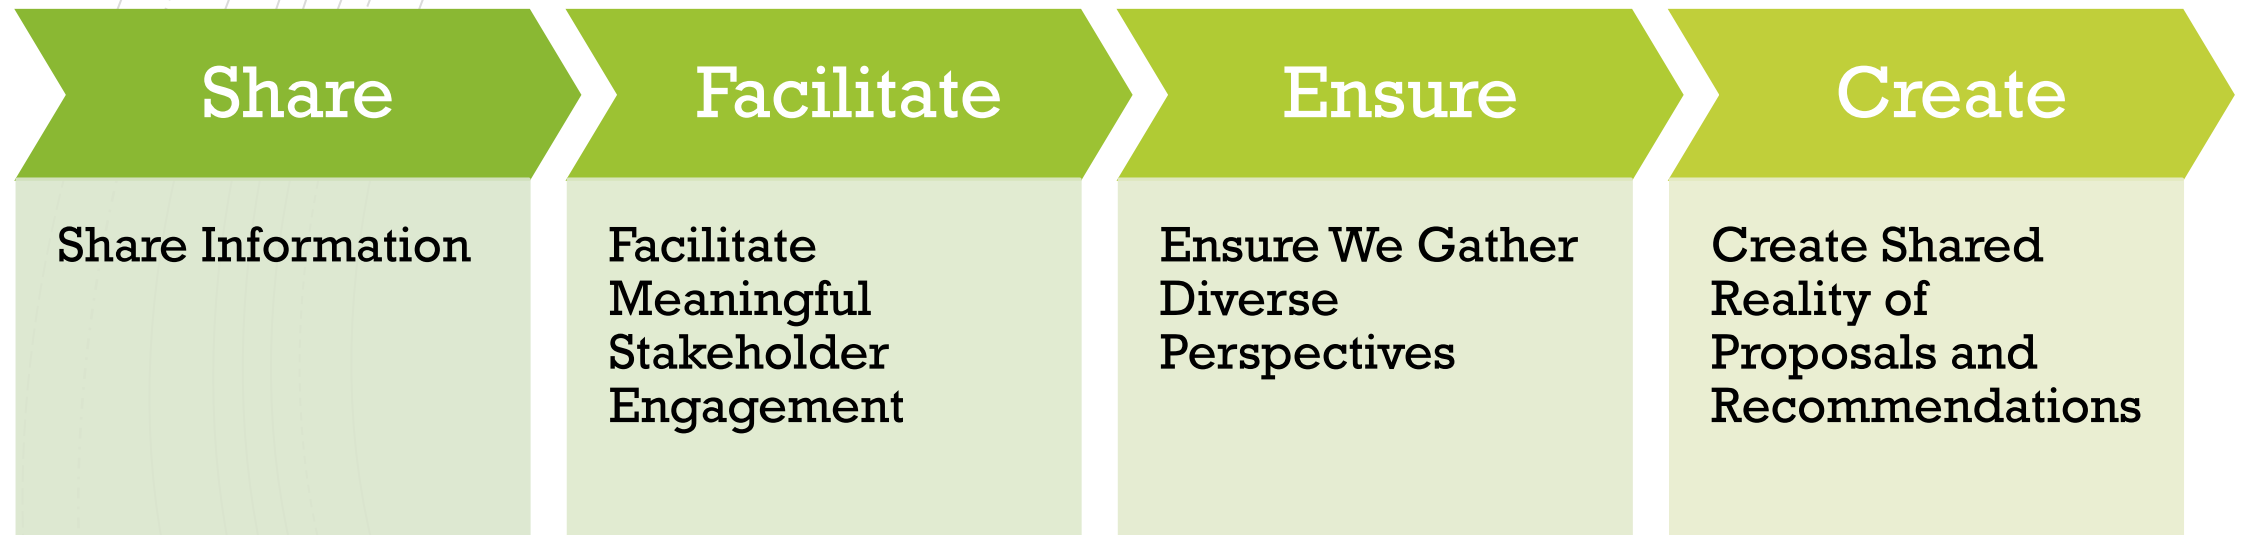 Share
Share Information
Facilitate
Facilitate
Meaningful
Stakeholder
Engagement
Ensure
Ensure We Gather
Diverse
Perspectives
Create
Create Shared
Reality of
Proposals and
Recommendations